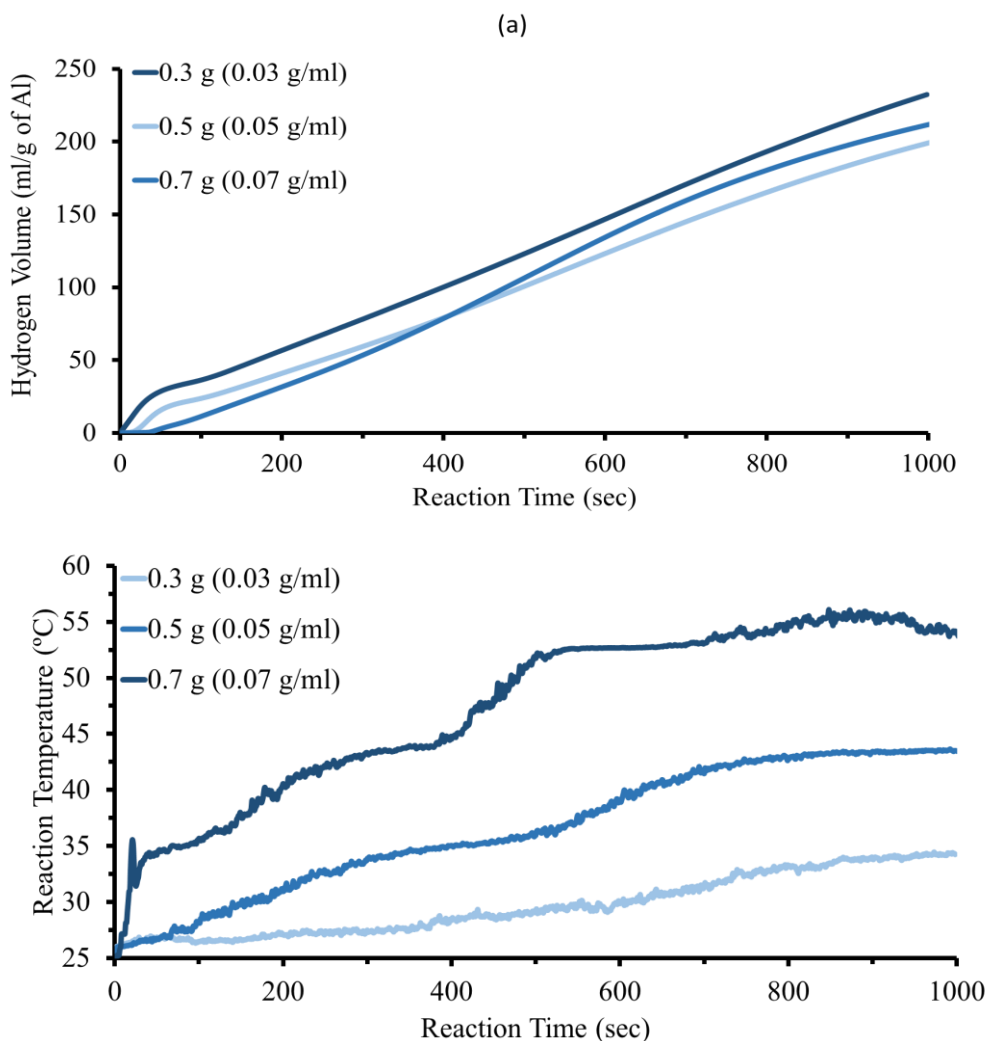 (a)
250
200
150
100
50
0
Hydrogen Volume (ml/g of Al)
0.3 g (0.03 g/ml)
0.5 g (0.05 g/ml)
0.7 g (0.07 g/ml)
0 200 400 600 800 1000
Reaction Time (sec)
60
55
50
45
40
35
30
25
Reaction Temperature (ºC)
0.3 g (0.03 g/ml)
0.5 g (0.05 g/ml)
0.7 g (0.07 g/ml)
0 200 400 600 800 1000
Reaction Time (sec)